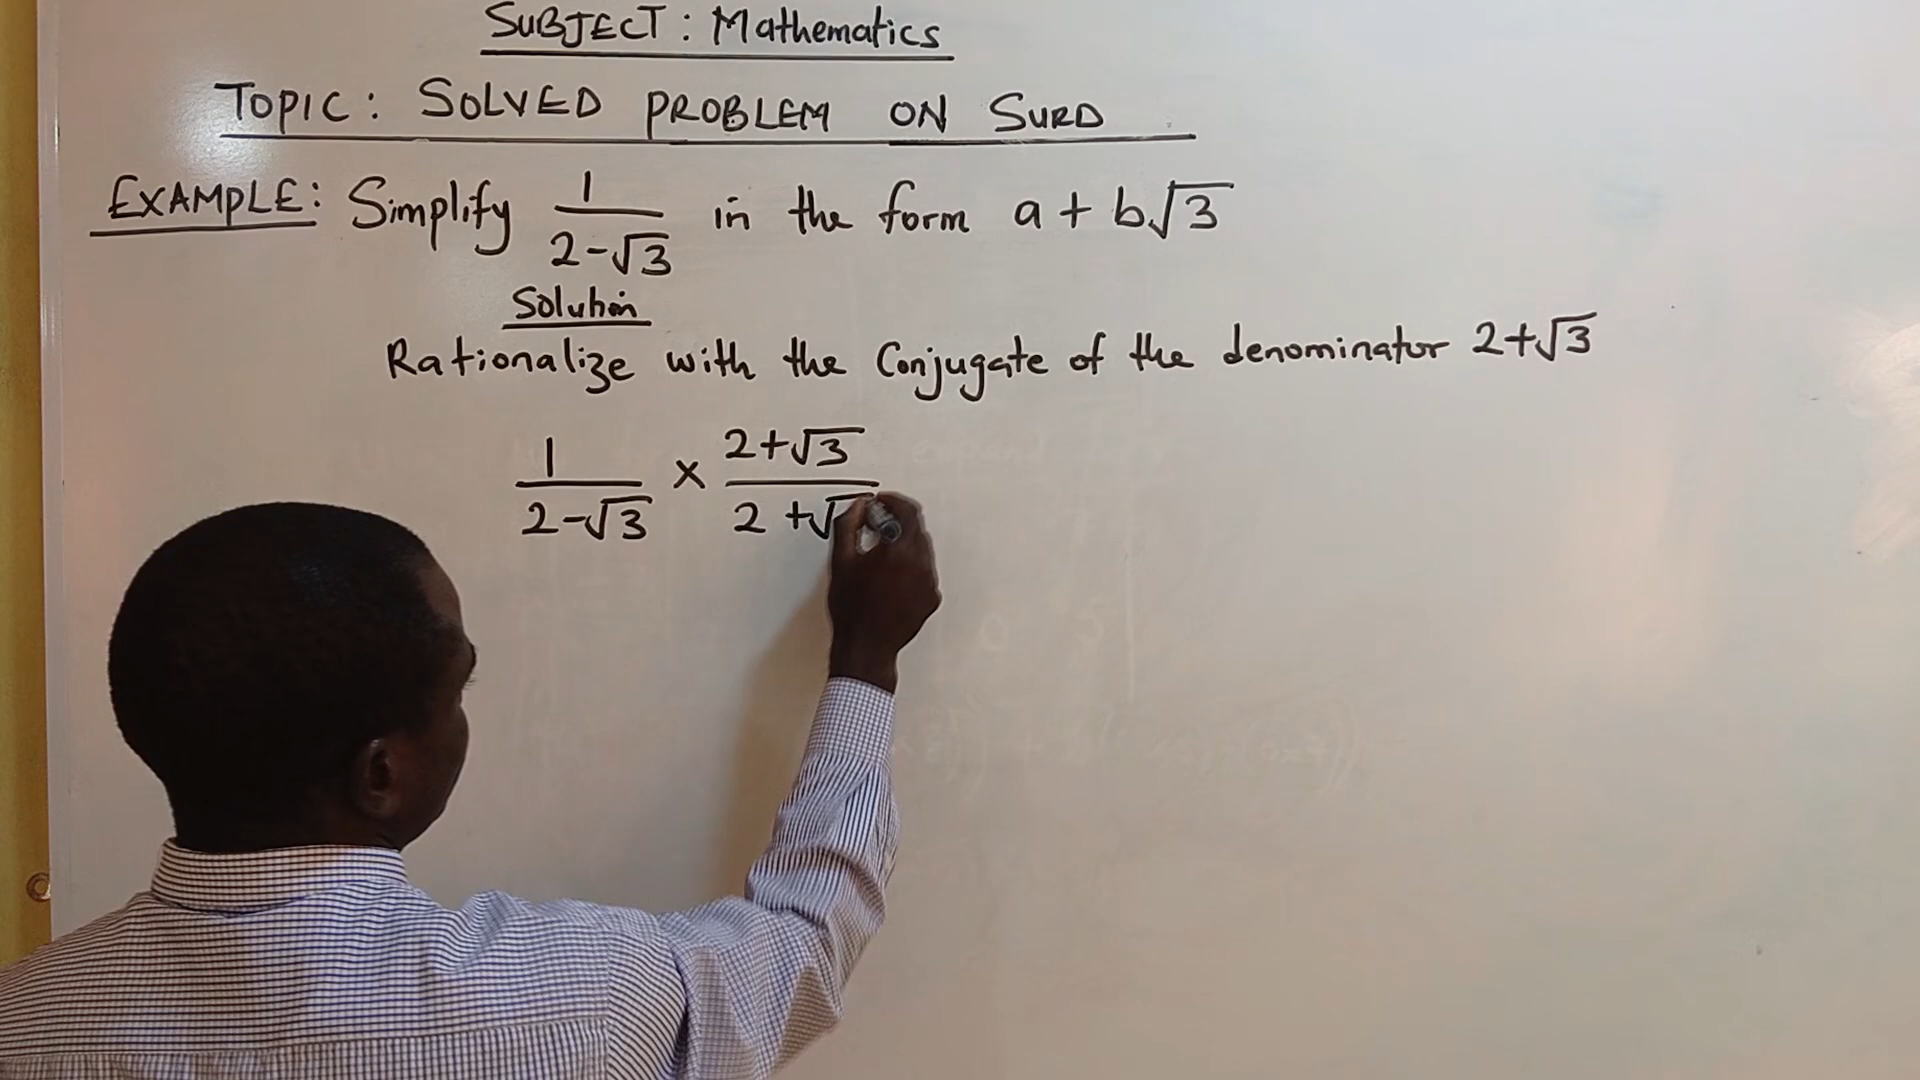 SUBJECT: Mathematics
TOPIC: SOLVED PROBLEM ON SURD
EXAMPLE: Simplify 1/(2-√3) in the form a + b√3
Solution
Rationalize with the Conjugate of the denominator 2+√3
1/(2-√3) × (2+√3)/(2+√